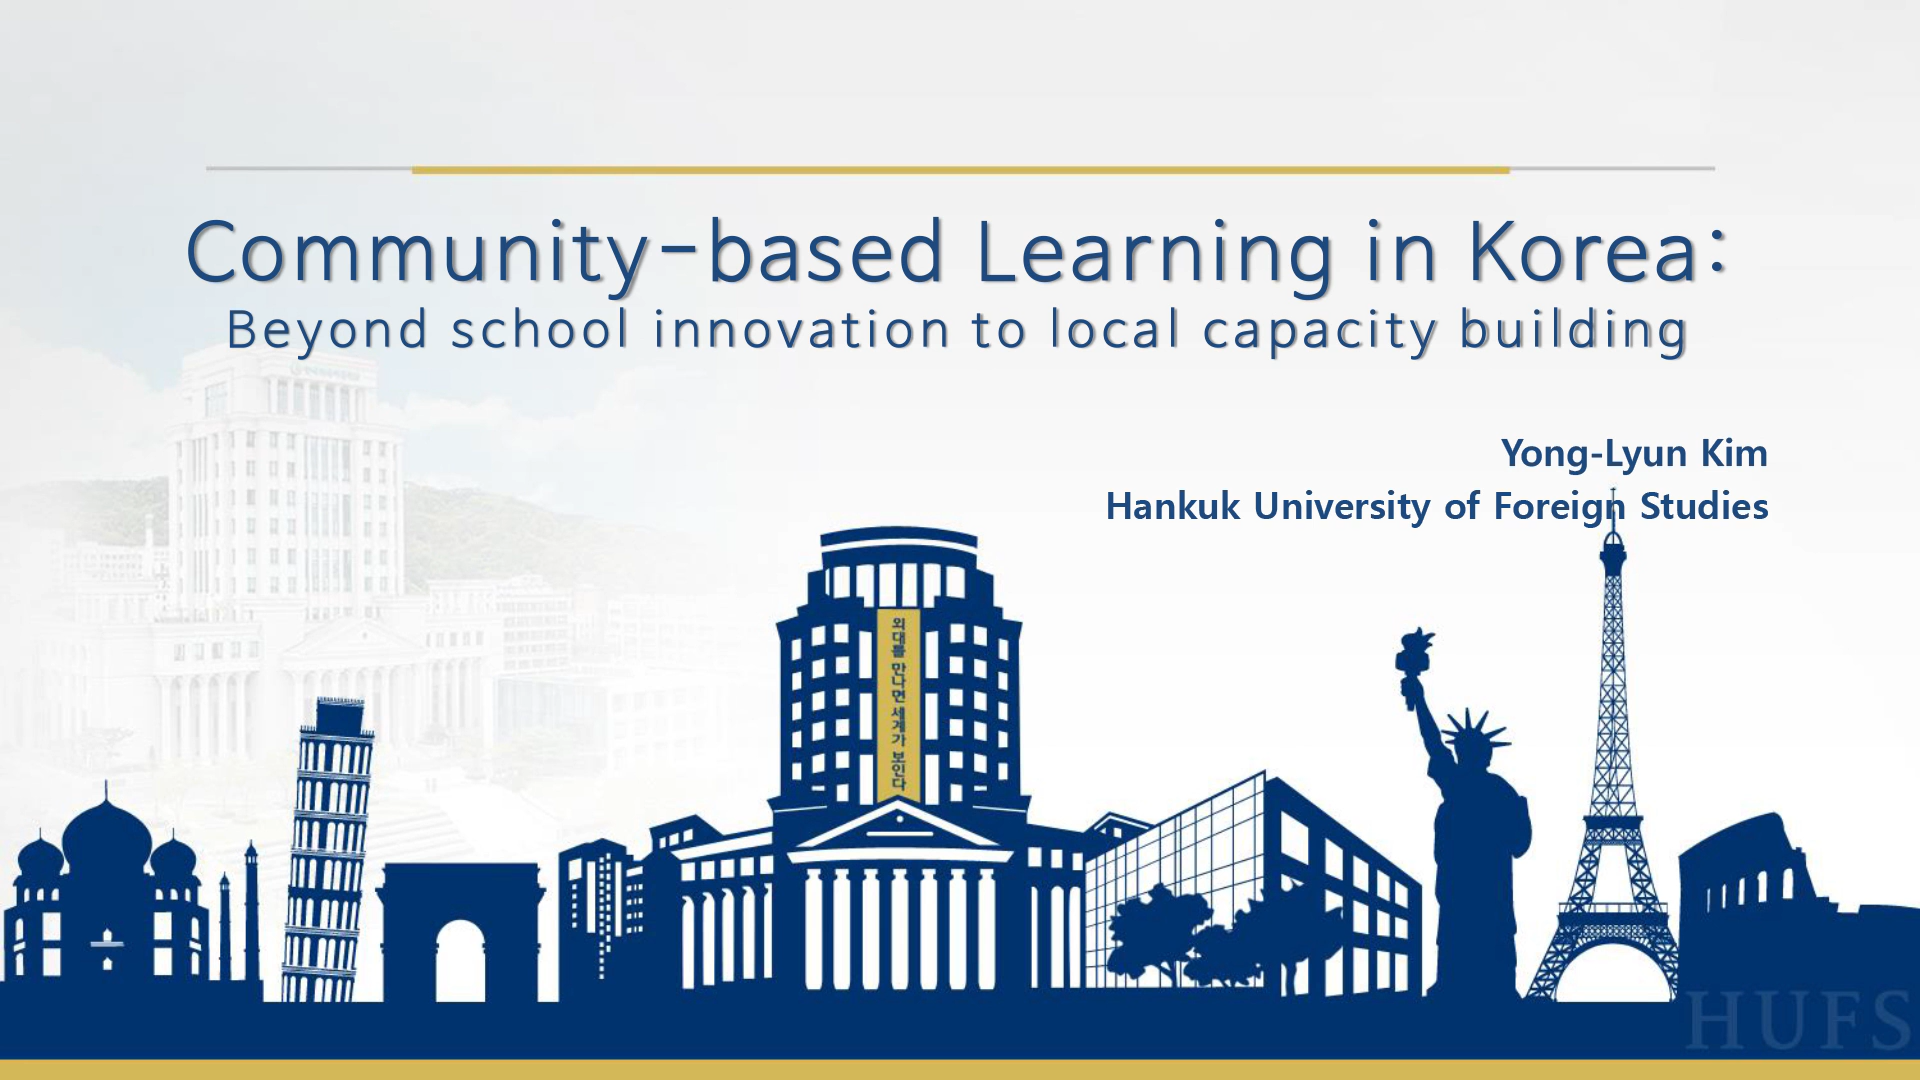 Community-based Learning in Korea:
Beyond school innovation to local capacity building
Yong-Lyun Kim
Hankuk University of Foreign Studies
외대를 만나면 세계가 보인다
HUFS